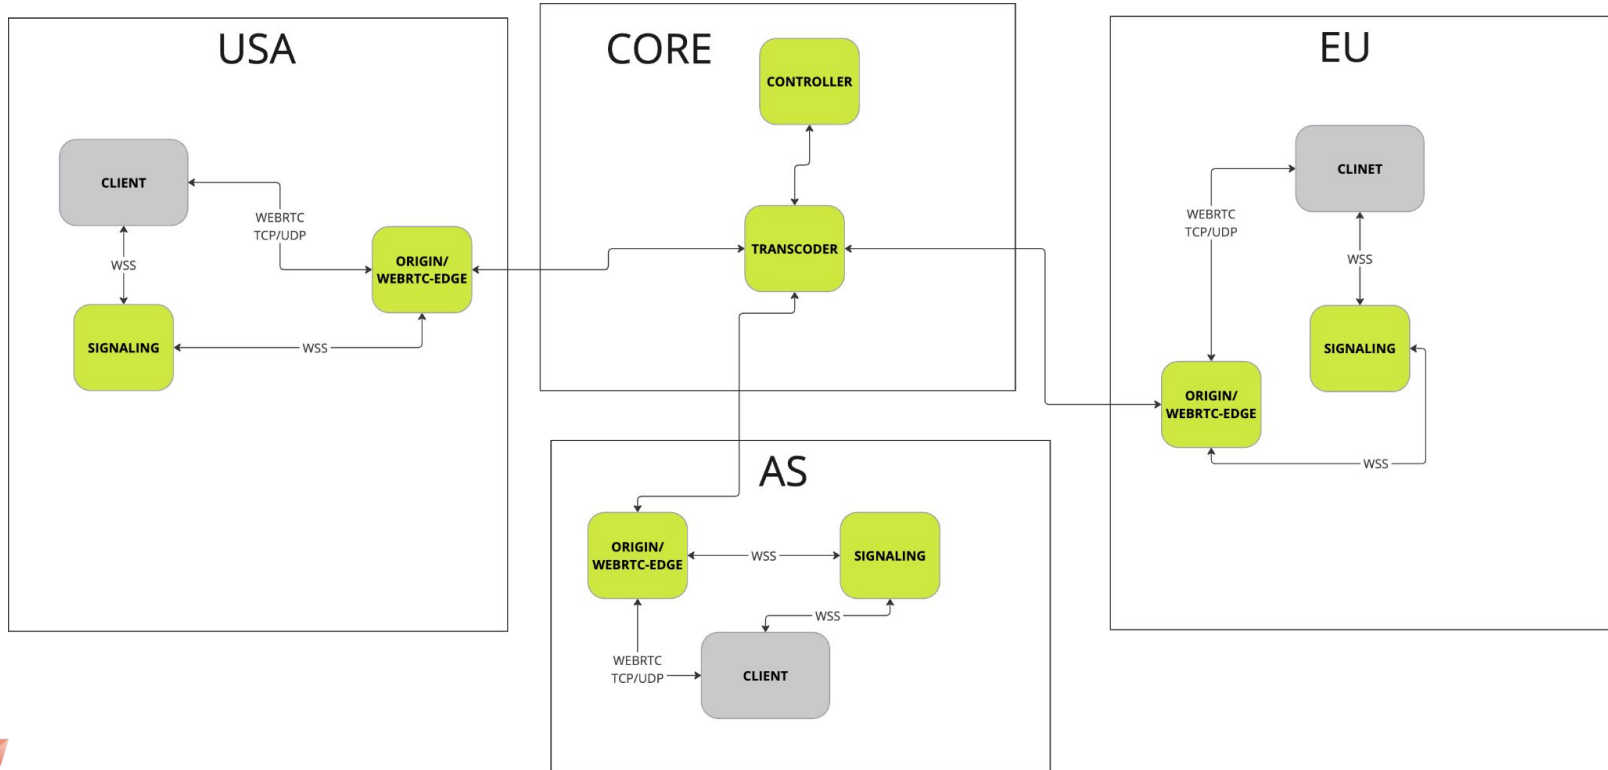 USA
CLIENT
WEBRTC
TCP/UDP
WSS
ORIGIN/
WEBRTC-EDGE
SIGNALING
WSS
CORE
CONTROLLER
TRANSCODER
EU
CLINET
WEBRTC
TCP/UDP
WSS
SIGNALING
ORIGIN/
WEBRTC-EDGE
WSS
AS
ORIGIN/
WEBRTC-EDGE
WSS
SIGNALING
WSS
WEBRTC
TCP/UDP
CLIENT